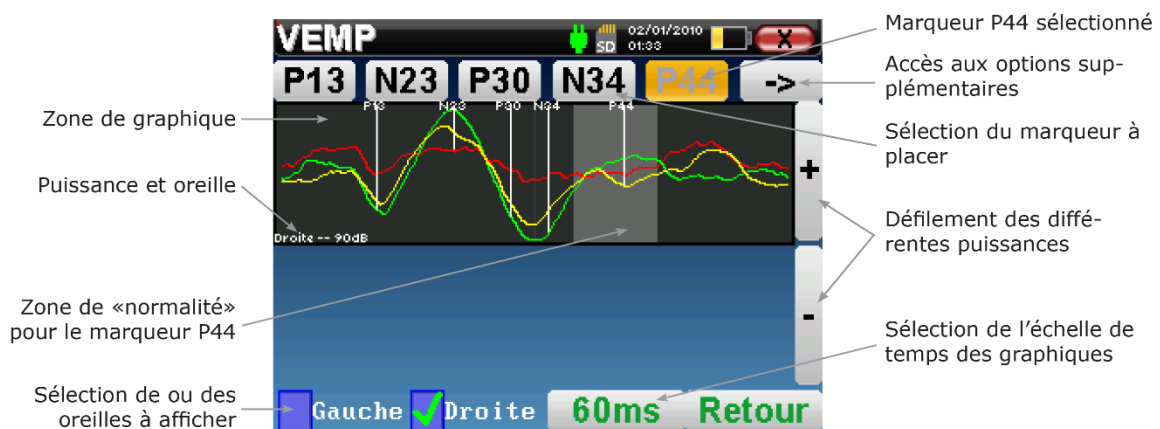 VEMP
SD
02/01/2010
01:33
X
P13 N23 P30 N34 P44 ->
P13 N23 P30 N34 P44
Droite -- 90dB
+
-
Gauche Droite 60ms Retour
Zone de graphique
Puissance et oreille
Zone de «normalité»
pour le marqueur P44
Sélection de ou des
oreilles à afficher
Marqueur P44 sélectionné
Accès aux options sup-
plémentaires
Sélection du marqueur à
placer
Défilement des diffé-
rentes puissances
Sélection de l’échelle de
temps des graphiques